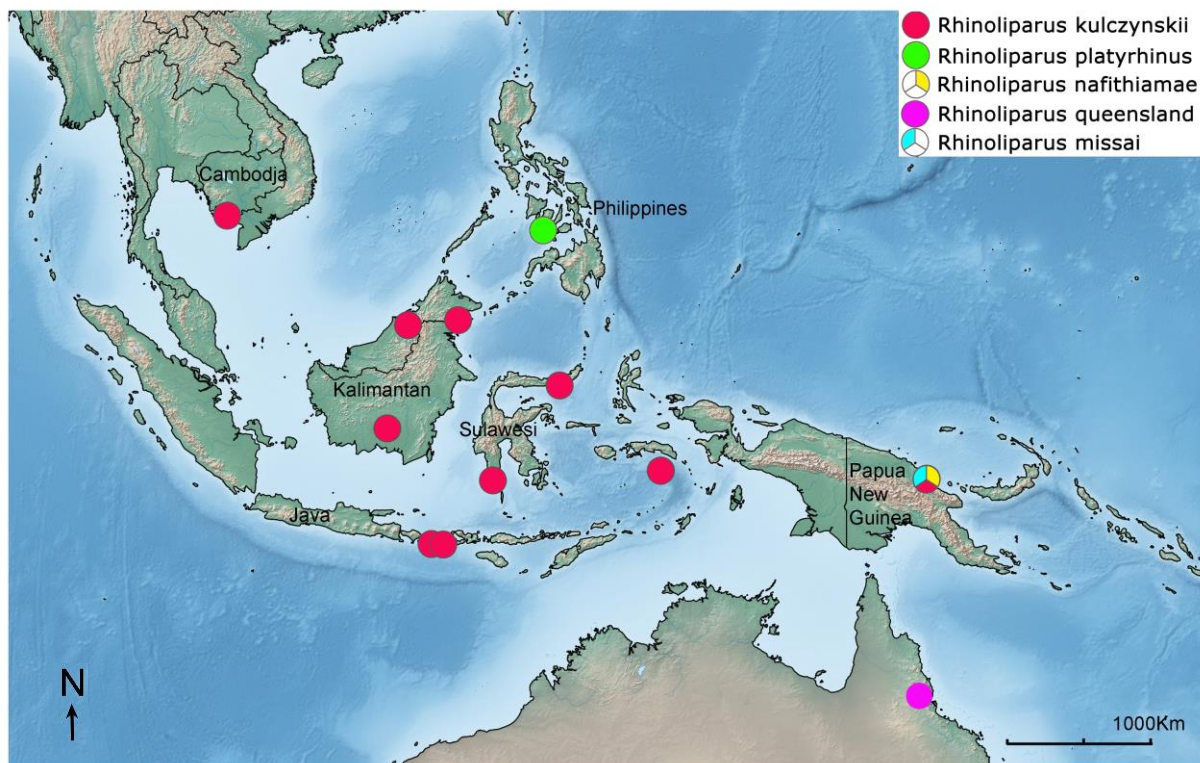 Rhinoliparus kulczynskii
Rhinoliparus platyrhinus
Rhinoliparus nafithiamae
Rhinoliparus queensland
Rhinoliparus missai
Cambodja
Philippines
Kalimantan
Sulawesi
Java
Papua
New
Guinea
N
1000Km